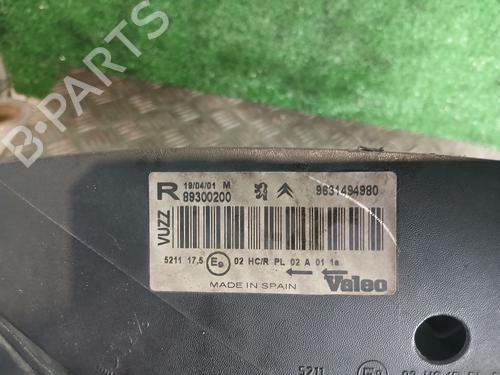 B-PARTS
R
19/04/01 M
89300200
9631494980
VUZZ
5211 17,5 E9 02 HC/R PL 02 A 01 1a
MADE IN SPAIN
Valeo
5211